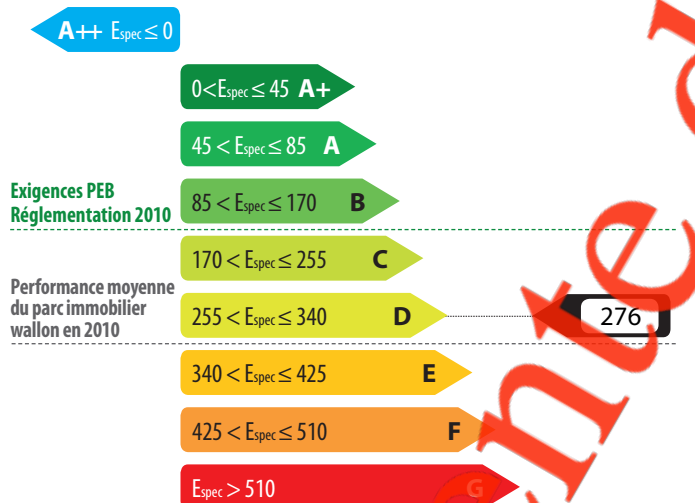 A++ Espec ≤ 0
0<Espec ≤ 45 A+
45 < Espec ≤ 85 A
Exigences PEB
Réglementation 2010
85 < Espec ≤ 170 B
170 < Espec ≤ 255 C
Performance moyenne
du parc immobilier
wallon en 2010
255 < Espec ≤ 340 D
276
340 < Espec ≤ 425 E
425 < Espec ≤ 510 F
Espec > 510 G